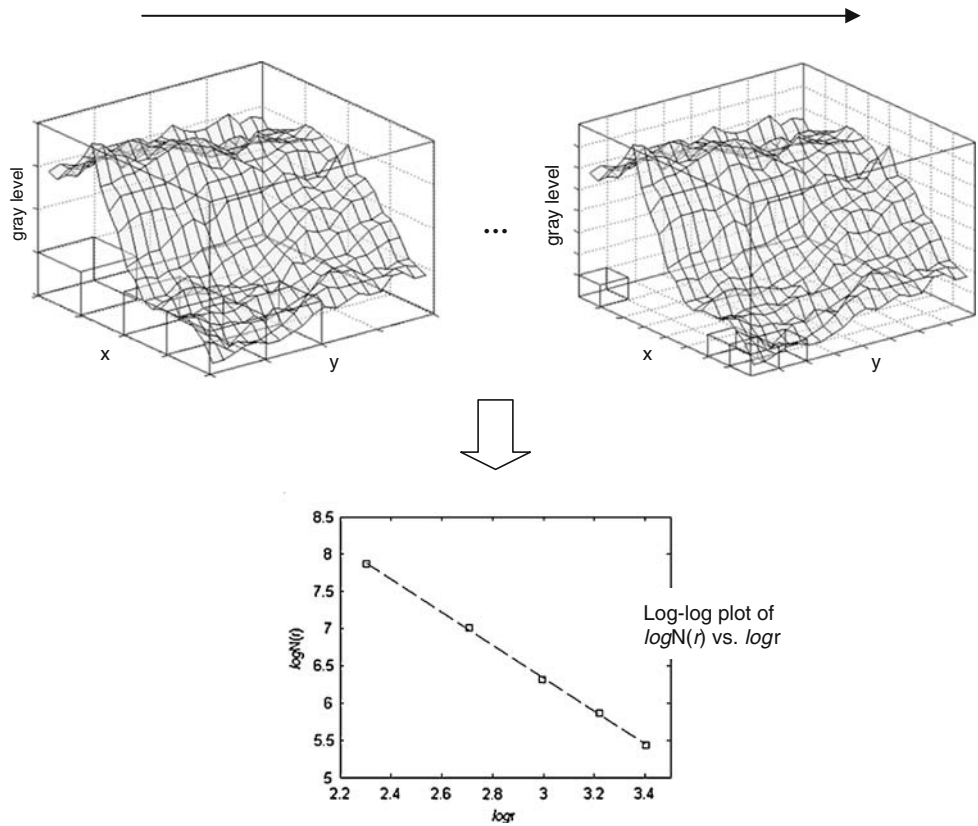 gray level
x
y
...
gray level
x
y
8.5
8
7.5
7
6.5
6
5.5
5
logN(r)
2.2 2.4 2.6 2.8 3 3.2 3.4
logr
Log-log plot of
logN(r) vs. logr